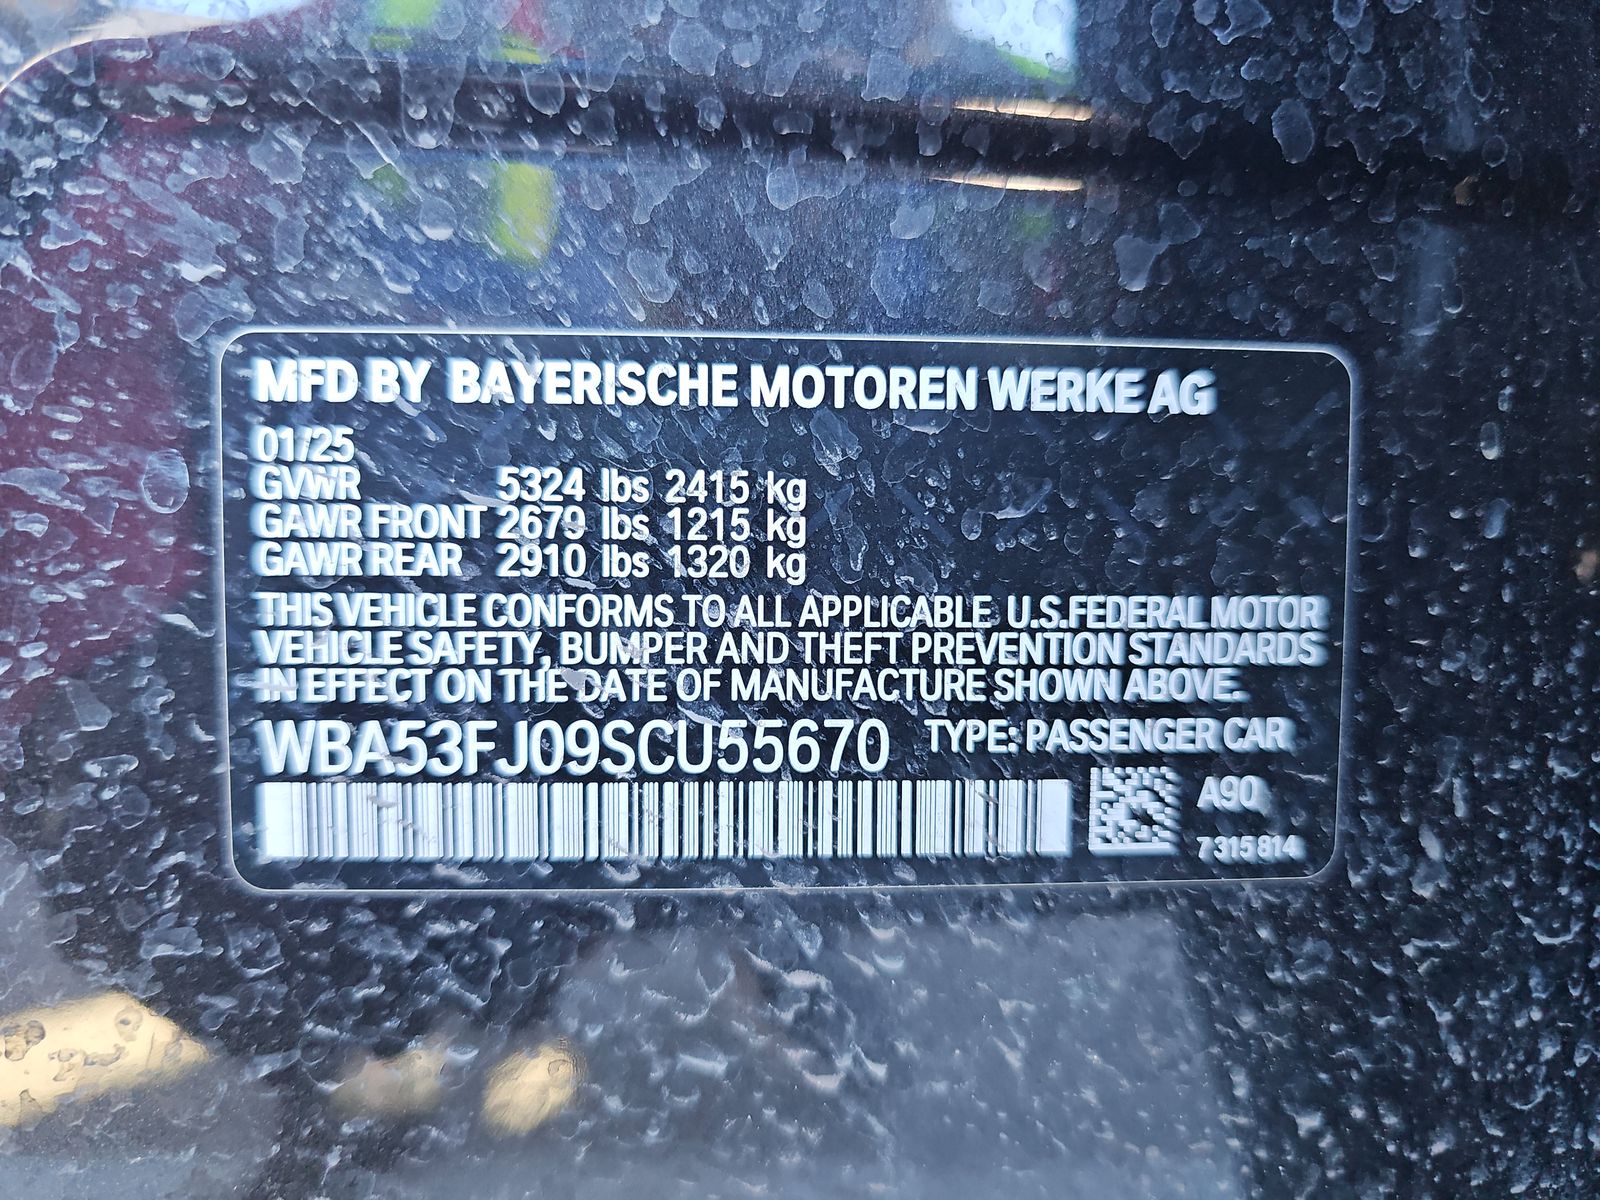 MFD BY BAYERISCHE MOTOREN WERKE AG
01/25
GVWR 5324 lbs 2415 kg
GAWR FRONT 2679 lbs 1215 kg
GAWR REAR 2910 lbs 1320 kg
THIS VEHICLE CONFORMS TO ALL APPLICABLE U.S.FEDERAL MOTOR
VEHICLE SAFETY, BUMPER AND THEFT PREVENTION STANDARDS
IN EFFECT ON THE DATE OF MANUFACTURE SHOWN ABOVE.
WBA53FJ09SCU55670 TYPE: PASSENGER CAR
A90
7315814